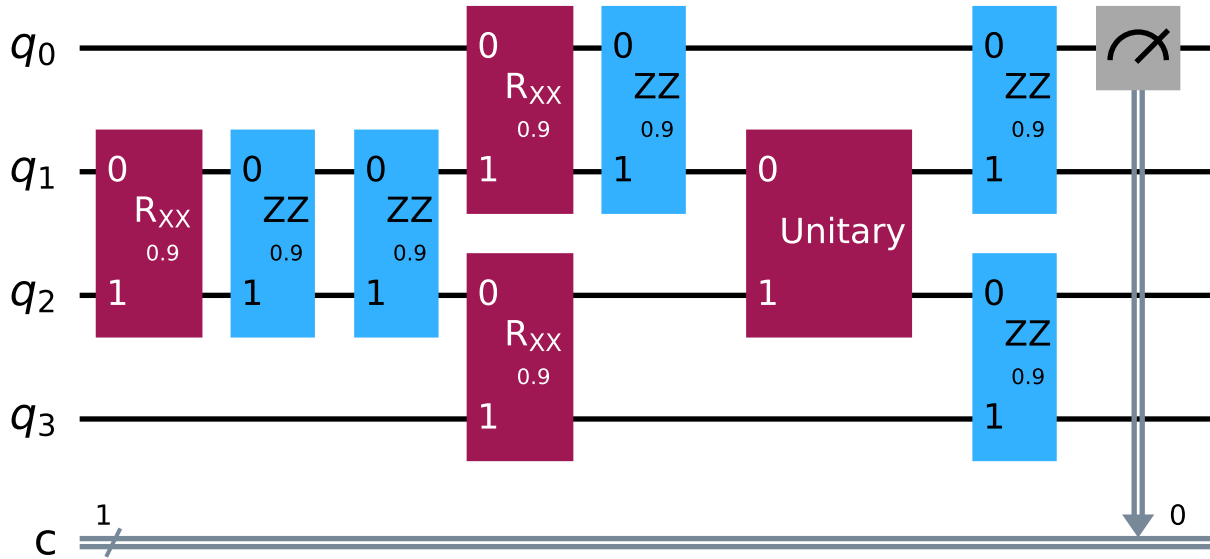 q0 0 0 0
RXX ZZ ZZ
0.9 0.9 0.9
q1 0 0 0 1 1 0 1
RXX ZZ ZZ Unitary
0.9 0.9 0.9
q2 1 1 1 0 1 0
RXX ZZ
0.9 0.9
q3 1 1
1 0
c